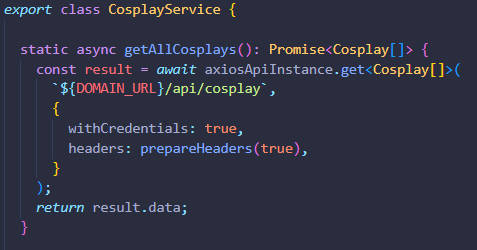 export class CosplayService {
static async getAllCosplays(): Promise<Cosplay[]> {
const result = await axiosApiInstance.get<Cosplay[]>(
`${DOMAIN_URL}/api/cosplay`,
{
withCredentials: true,
headers: prepareHeaders(true),
}
);
return result.data;
}